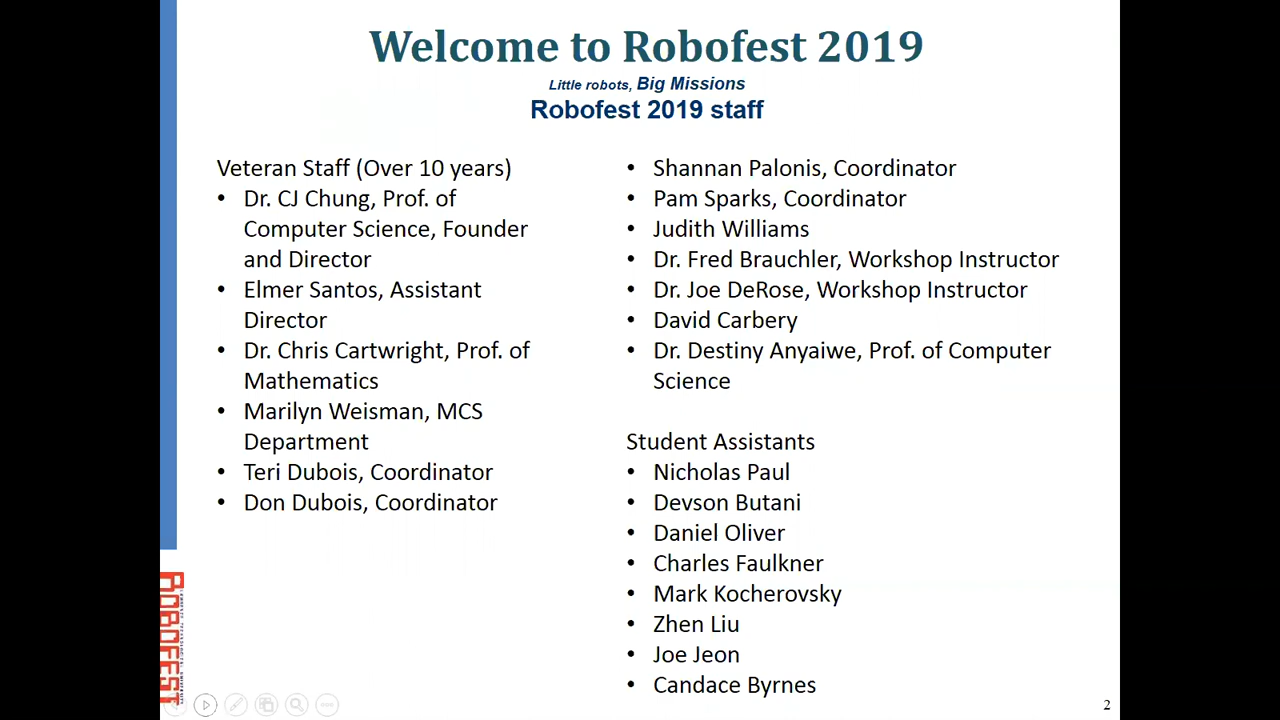 Welcome to Robofest 2019
Little robots, Big Missions
Robofest 2019 staff
Veteran Staff (Over 10 years)
• Dr. CJ Chung, Prof. of
Computer Science, Founder
and Director
• Elmer Santos, Assistant
Director
• Dr. Chris Cartwright, Prof. of
Mathematics
• Marilyn Weisman, MCS
Department
• Teri Dubois, Coordinator
• Don Dubois, Coordinator
• Shannan Palonis, Coordinator
• Pam Sparks, Coordinator
• Judith Williams
• Dr. Fred Brauchler, Workshop Instructor
• Dr. Joe DeRose, Workshop Instructor
• David Carbery
• Dr. Destiny Anyaiwe, Prof. of Computer
Science
Student Assistants
• Nicholas Paul
• Devson Butani
• Daniel Oliver
• Charles Faulkner
• Mark Kocherovsky
• Zhen Liu
• Joe Jeon
• Candace Byrnes
ROBOFEST
2